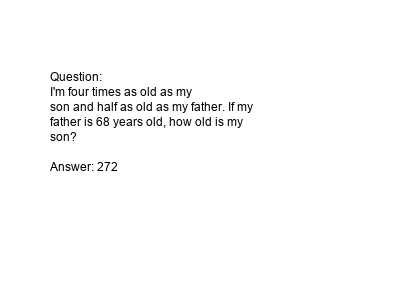 Question:
I'm four times as old as my
son and half as old as my father. If my
father is 68 years old, how old is my
son?
Answer: 272